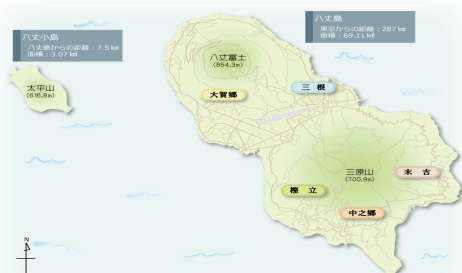 八丈島
東京からの距離：287 km
面積：69.11 km
八丈小島
八丈島からの距離：7.5 km
面積：3.07 km
八丈富士
(854.3m)
太平山
(616.8m)
大賀郷
三根
三原山
(700.9m)
末吉
樫立
中之郷
N